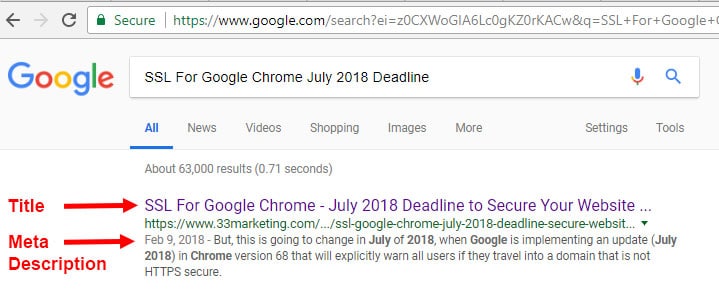 Secure https://www.google.com/search?ei=z0CXWoGIA6Lc0gKZ0rKACw&q=SSL+For+Google+
Google SSL For Google Chrome July 2018 Deadline
All News Videos Shopping Images More Settings Tools
About 63,000 results (0.71 seconds)
Title SSL For Google Chrome - July 2018 Deadline to Secure Your Website ...
https://www.33marketing.com/.../ssl-google-chrome-july-2018-deadline-secure-websit...
Meta Description Feb 9, 2018 - But, this is going to change in July of 2018, when Google is implementing an update (July
2018) in Chrome version 68 that will explicitly warn all users if they travel into a domain that is not
HTTPS secure.